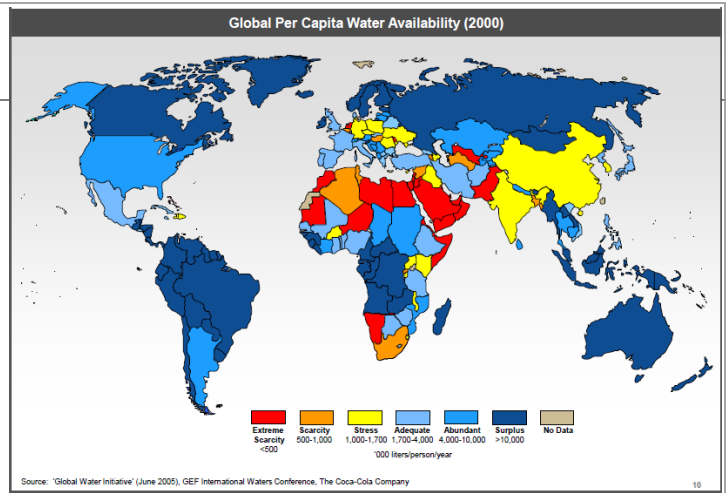 Global Per Capita Water Availability (2000)
Extreme Scarcity <500
Scarcity 500-1,000
Stress 1,000-1,700
Adequate 1,700-4,000
Abundant 4,000-10,000
Surplus >10,000
No Data
'000 liters/person/year
Source: 'Global Water Initiative' (June 2005), GEF International Waters Conference, The Coca-Cola Company
10